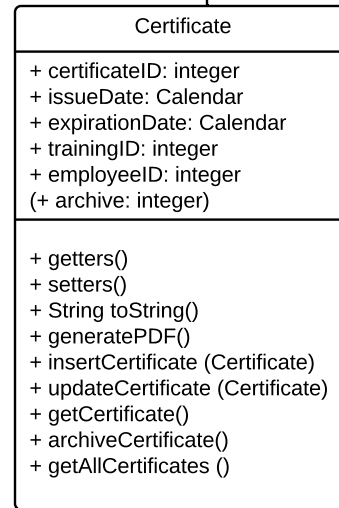 Certificate
+ certificateID: integer
+ issueDate: Calendar
+ expirationDate: Calendar
+ trainingID: integer
+ employeeID: integer
(+ archive: integer)
+ getters()
+ setters()
+ String toString()
+ generatePDF()
+ insertCertificate (Certificate)
+ updateCertificate (Certificate)
+ getCertificate()
+ archiveCertificate()
+ getAllCertificates ()